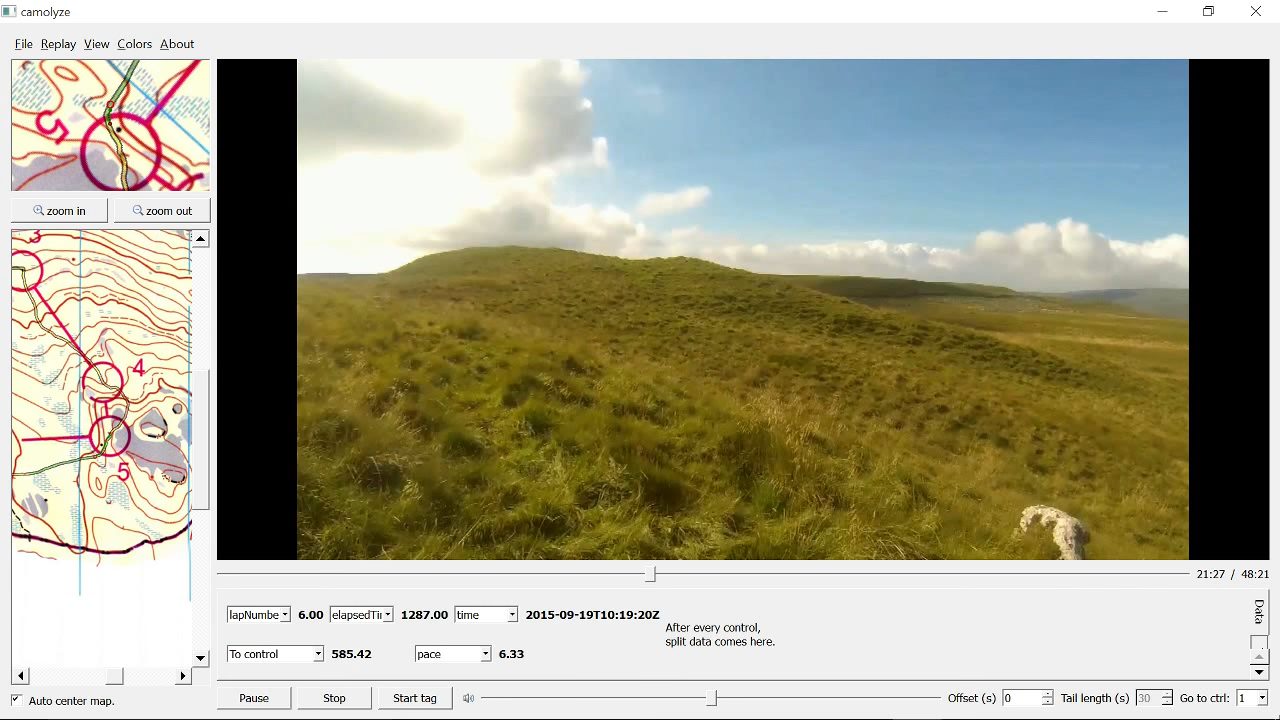 camolyze
File Replay View Colors About
5
zoom in zoom out
3
4
5
21:27 / 48:21
lapNumbe 6.00 elapsedTi 1287.00 time 2015-09-19T10:19:20Z
After every control,
split data comes here.
To control 585.42 pace 6.33
Data
Auto center map.
Pause Stop Start tag Offset (s) 0 Tail length (s) 30 Go to ctrl: 1